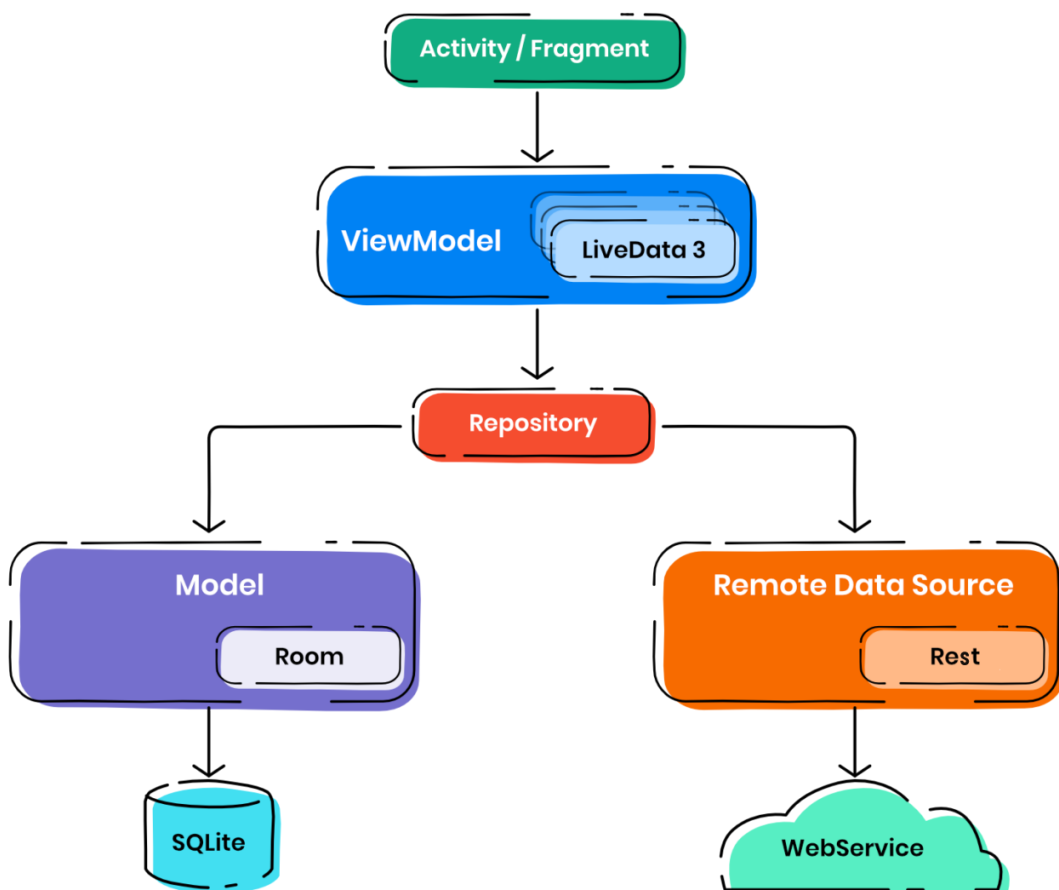 Activity / Fragment
ViewModel
LiveData 3
Repository
Model
Room
Remote Data Source
Rest
SQLite
WebService